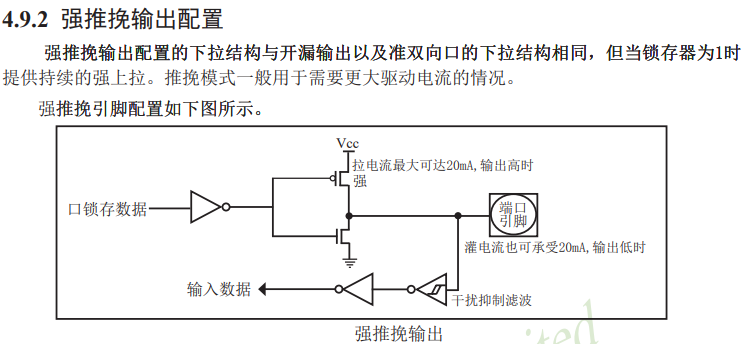 4.9.2 强推挽输出配置
强推挽输出配置的下拉结构与开漏输出以及准双向口的下拉结构相同，但当锁存器为1时
提供持续的强上拉。推挽模式一般用于需要更大驱动电流的情况。
强推挽引脚配置如下图所示。
Vcc
拉电流最大可达20mA,输出高时
强
口锁存数据
端口
引脚
灌电流也可承受20mA,输出低时
输入数据
干扰抑制滤波
强推挽输出